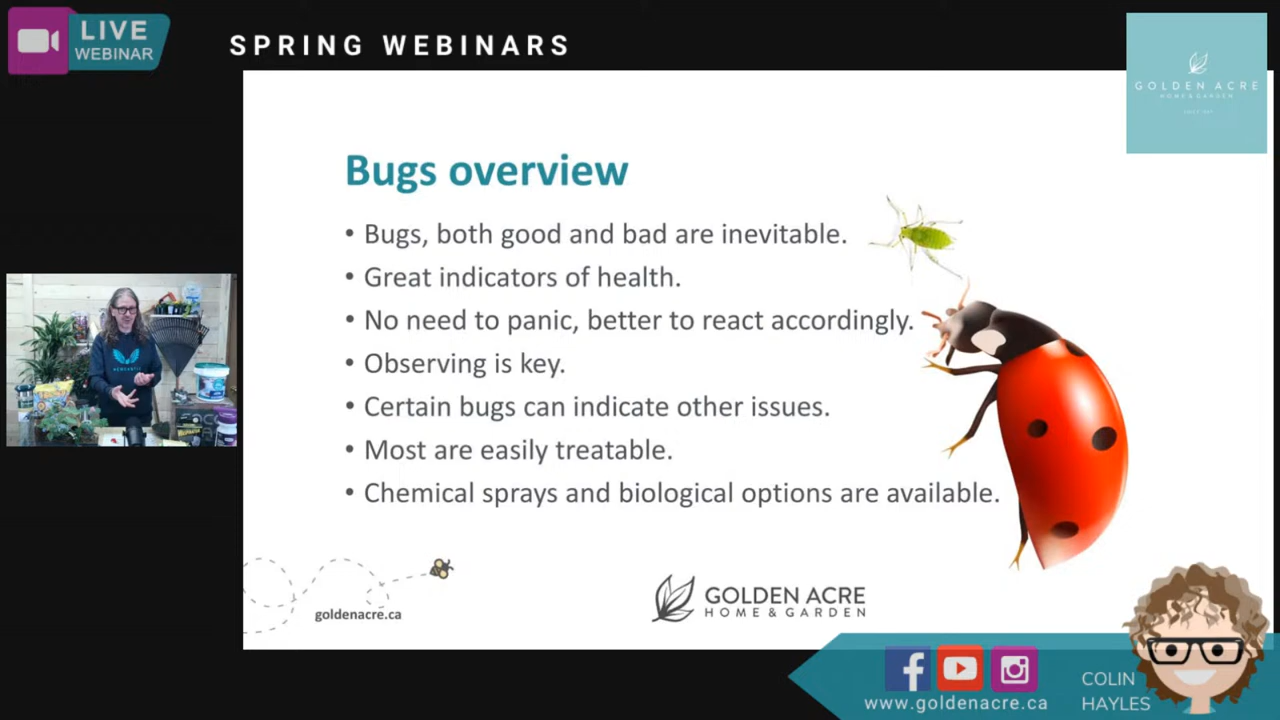 LIVE
WEBINAR
SPRING WEBINARS
GOLDEN ACRE
HOME & GARDEN
Bugs overview
• Bugs, both good and bad are inevitable.
• Great indicators of health.
• No need to panic, better to react accordingly.
• Observing is key.
• Certain bugs can indicate other issues.
• Most are easily treatable.
• Chemical sprays and biological options are available.
goldenacre.ca
GOLDEN ACRE
HOME & GARDEN
www.goldenacre.ca
COLIN
HAYLES